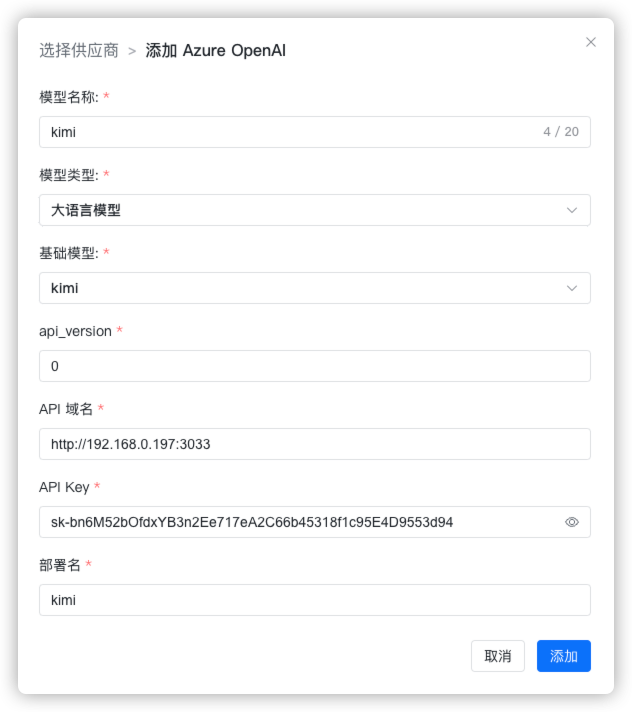 选择供应商 > 添加 Azure OpenAI
模型名称: *
kimi 4 / 20
模型类型: *
大语言模型
基础模型: *
kimi
api_version *
0
API 域名 *
http://192.168.0.197:3033
API Key *
sk-bn6M52bOfdxYB3n2Ee717eA2C66b45318f1c95E4D9553d94
部署名 *
kimi
取消 添加